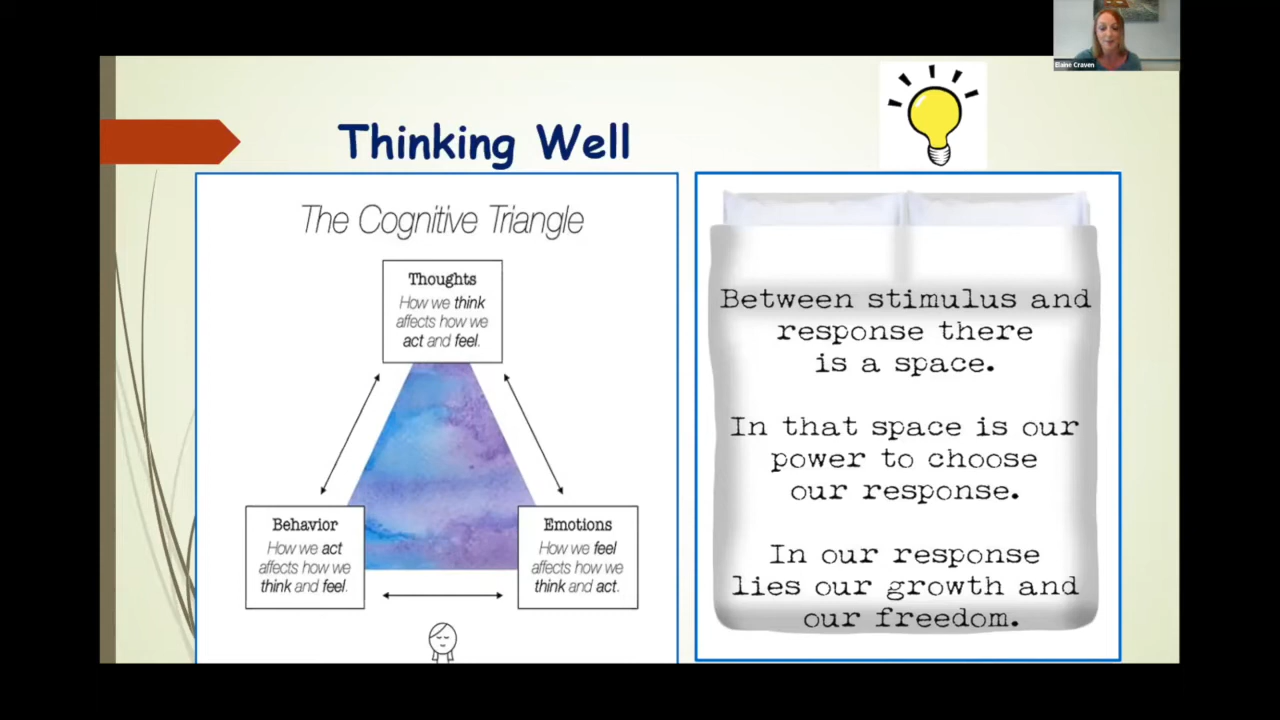 Elaine Craven
Thinking Well
The Cognitive Triangle
Thoughts
How we think
affects how we
act and feel.
Behavior
How we act
affects how we
think and feel.
Emotions
How we feel
affects how we
think and act.
Between stimulus and
response there
is a space.
In that space is our
power to choose
our response.
In our response
lies our growth and
our freedom.